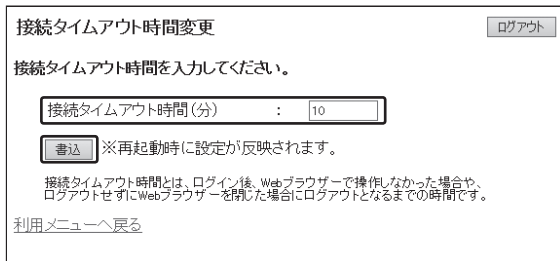 接続タイムアウト時間変更 ログアウト
接続タイムアウト時間を入力してください。
接続タイムアウト時間(分) : 10
書込 ※再起動時に設定が反映されます。
接続タイムアウト時間とは、ログイン後、Webブラウザーで操作しなかった場合や、
ログアウトせずにWebブラウザーを閉じた場合にログアウトとなるまでの時間です。
利用メニューへ戻る